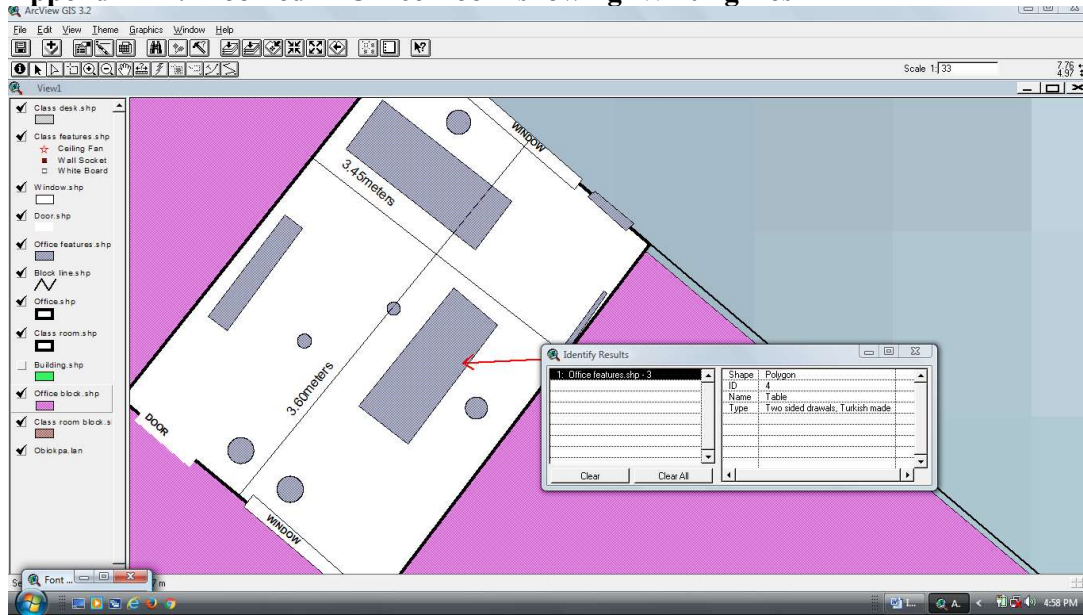 ArcView GIS 3.2
File Edit View Theme Graphics Window Help
Scale 1: 33
7.76
4.97
View1
Class desk.shp
Class features.shp
Ceiling Fan
Wall Socket
White Board
Window.shp
Door.shp
Office features.shp
Block line.shp
Office.shp
Class room.shp
Building.shp
Office block.shp
Class room block.s
Obiokpa.lan
WINDOW
3.45meters
3.60meters
DOOR
WINDOW
Identify Results
1: Office features.shp - 3
Shape Polygon
ID 4
Name Table
Type Two sided drawals, Turkish made
Clear Clear All
Font ...
m
1...
A.
4:58 PM